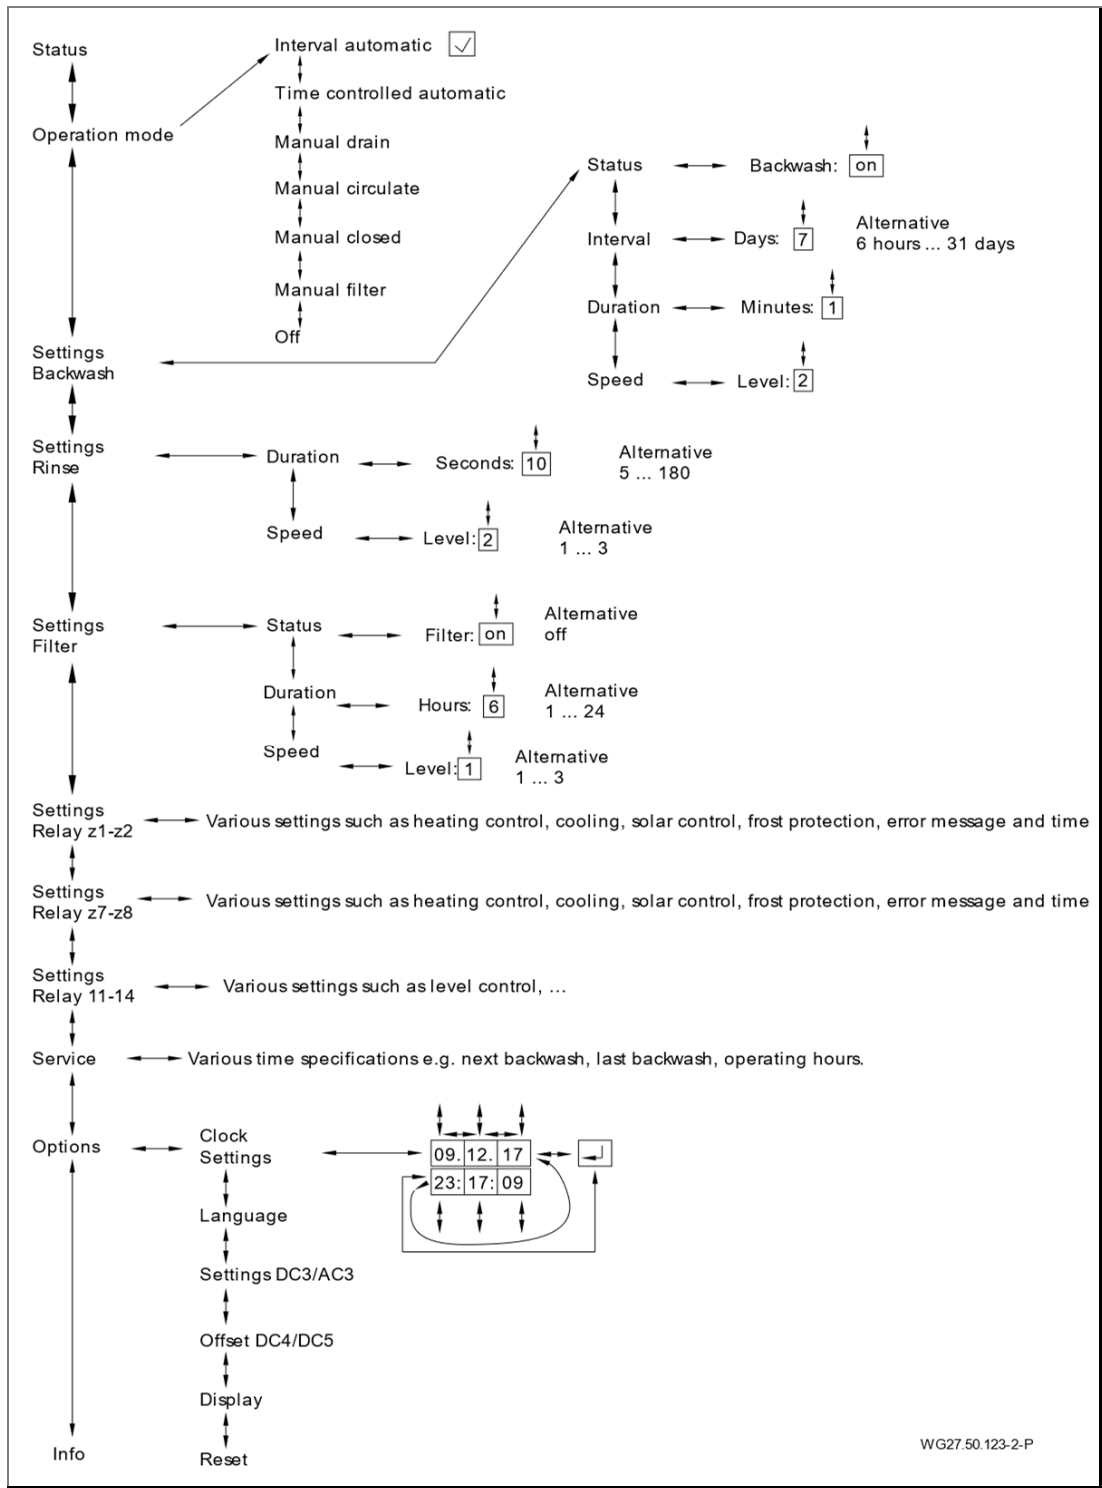 Status
Operation mode
Interval automatic
Time controlled automatic
Manual drain
Manual circulate
Manual closed
Manual filter
Off
Settings
Backwash
Status
Backwash: on
Interval
Days: 7
Alternative
6 hours ... 31 days
Duration
Minutes: 1
Speed
Level: 2
Settings
Rinse
Duration
Seconds: 10
Alternative
5 ... 180
Speed
Level: 2
Alternative
1 ... 3
Settings
Filter
Status
Filter: on
Alternative
off
Duration
Hours: 6
Alternative
1 ... 24
Speed
Level: 1
Alternative
1 ... 3
Settings
Relay z1-z2
Various settings such as heating control, cooling, solar control, frost protection, error message and time
Settings
Relay z7-z8
Various settings such as heating control, cooling, solar control, frost protection, error message and time
Settings
Relay 11-14
Various settings such as level control, ...
Service
Various time specifications e.g. next backwash, last backwash, operating hours.
Options
Clock
Settings
09. 12. 17
23: 17: 09
Language
Settings DC3/AC3
Offset DC4/DC5
Display
Reset
Info
WG27.50.123-2-P